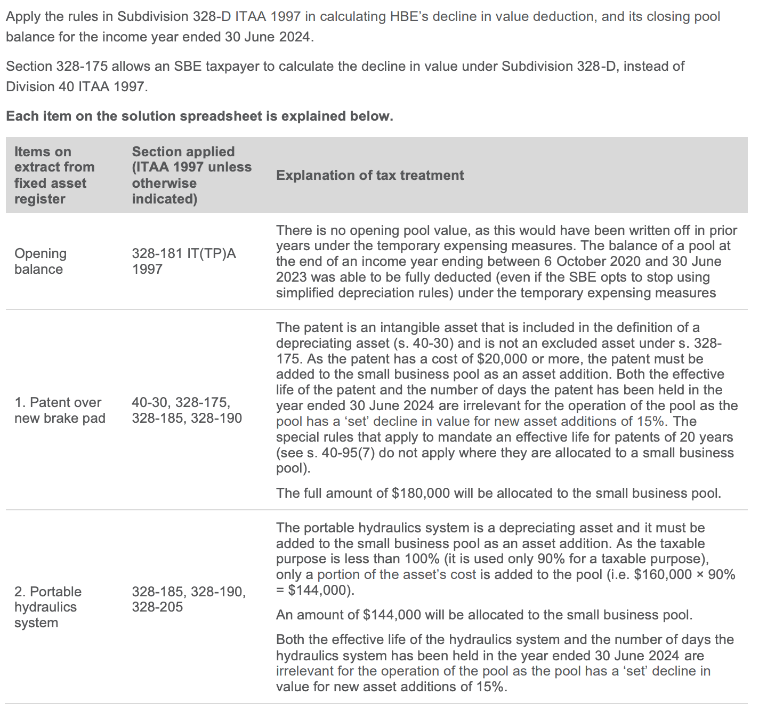 Apply the rules in Subdivision 328-D ITAA 1997 in calculating HBE's decline in value deduction, and its closing pool
balance for the income year ended 30 June 2024.
Section 328-175 allows an SBE taxpayer to calculate the decline in value under Subdivision 328-D, instead of
Division 40 ITAA 1997.
Each item on the solution spreadsheet is explained below.
Items on
extract from
fixed asset
register
Section applied
(ITAA 1997 unless
otherwise
indicated)
Explanation of tax treatment
Opening
balance
328-181 IT(TP)A
1997
There is no opening pool value, as this would have been written off in prior
years under the temporary expensing measures. The balance of a pool at
the end of an income year ending between 6 October 2020 and 30 June
2023 was able to be fully deducted (even if the SBE opts to stop using
simplified depreciation rules) under the temporary expensing measures
1. Patent over
new brake pad
40-30, 328-175,
328-185, 328-190
The patent is an intangible asset that is included in the definition of a
depreciating asset (s. 40-30) and is not an excluded asset under s. 328-
175. As the patent has a cost of $20,000 or more, the patent must be
added to the small business pool as an asset addition. Both the effective
life of the patent and the number of days the patent has been held in the
year ended 30 June 2024 are irrelevant for the operation of the pool as the
pool has a 'set' decline in value for new asset additions of 15%. The
special rules that apply to mandate an effective life for patents of 20 years
(see s. 40-95(7) do not apply where they are allocated to a small business
pool).
The full amount of $180,000 will be allocated to the small business pool.
2. Portable
hydraulics
system
328-185, 328-190,
328-205
The portable hydraulics system is a depreciating asset and it must be
added to the small business pool as an asset addition. As the taxable
purpose is less than 100% (it is used only 90% for a taxable purpose),
only a portion of the asset's cost is added to the pool (i.e. $160,000 × 90%
= $144,000).
An amount of $144,000 will be allocated to the small business pool.
Both the effective life of the hydraulics system and the number of days the
hydraulics system has been held in the year ended 30 June 2024 are
irrelevant for the operation of the pool as the pool has a 'set' decline in
value for new asset additions of 15%.